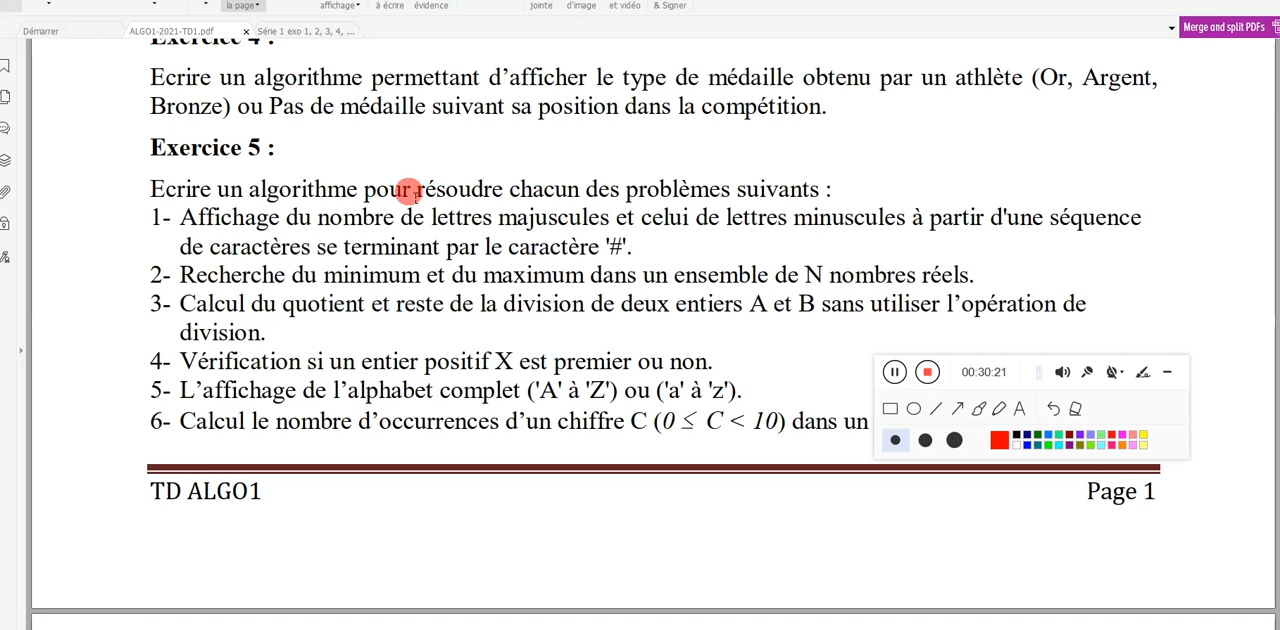 la page
affichage
à écrire
évidence
jointe
d'image
et vidéo
& Signer
Démarrer
ALGO1-2021-TD1.pdf
Série 1 exo 1, 2, 3, 4, ...
Merge and split PDFs
Exercice 4 :
Ecrire un algorithme permettant d’afficher le type de médaille obtenu par un athlète (Or, Argent,
Bronze) ou Pas de médaille suivant sa position dans la compétition.
Exercice 5 :
Ecrire un algorithme pour résoudre chacun des problèmes suivants :
1- Affichage du nombre de lettres majuscules et celui de lettres minuscules à partir d'une séquence
de caractères se terminant par le caractère '#'.
2- Recherche du minimum et du maximum dans un ensemble de N nombres réels.
3- Calcul du quotient et reste de la division de deux entiers A et B sans utiliser l’opération de
division.
4- Vérification si un entier positif X est premier ou non.
5- L’affichage de l’alphabet complet ('A' à 'Z') ou ('a' à 'z').
6- Calcul le nombre d’occurrences d’un chiffre C (0 ≤ C < 10) dans un
00:30:21
A
TD ALGO1
Page 1